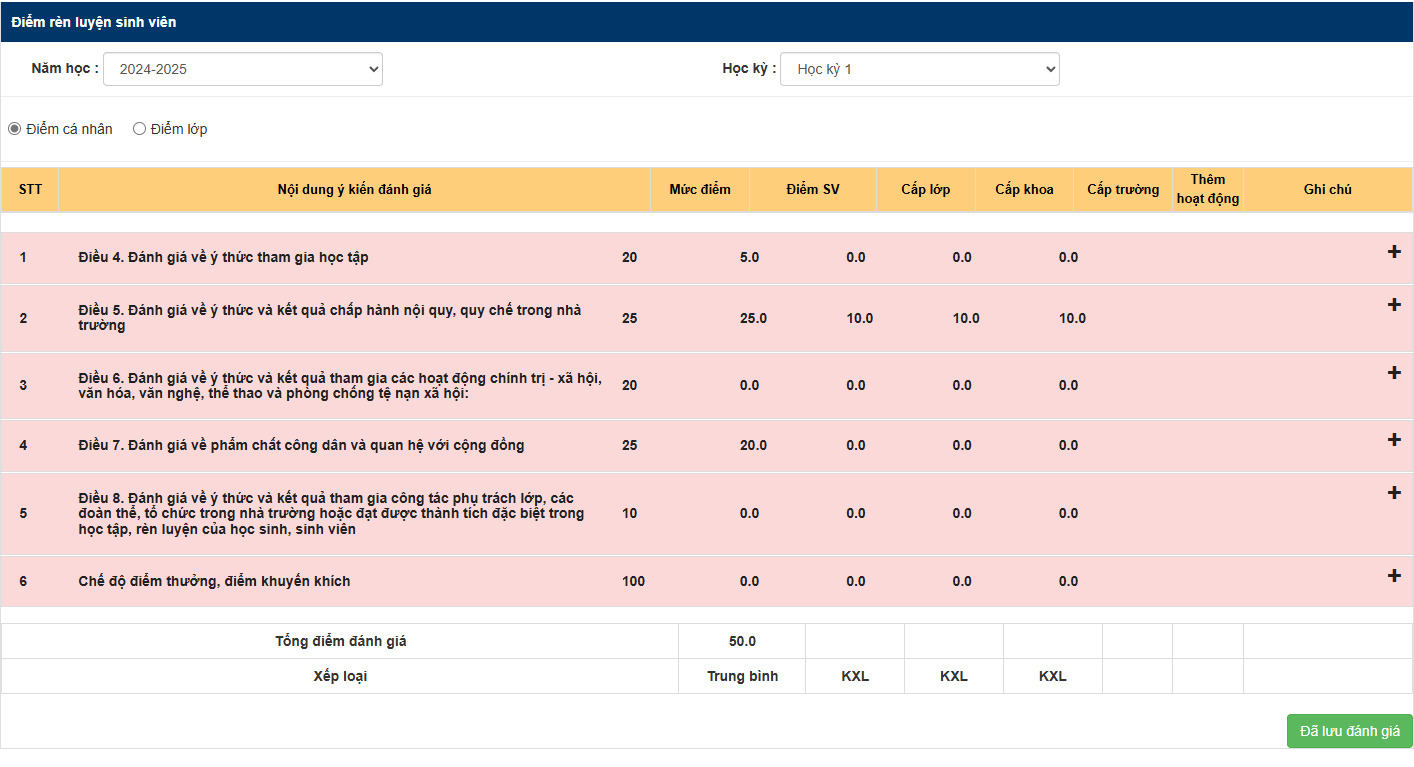 Điểm rèn luyện sinh viên
Năm học : 2024-2025 Học kỳ : Học kỳ 1
Điểm cá nhân Điểm lớp
STT Nội dung ý kiến đánh giá Mức điểm Điểm SV Cấp lớp Cấp khoa Cấp trường Thêm hoạt động Ghi chú
1 Điều 4. Đánh giá về ý thức tham gia học tập 20 5.0 0.0 0.0 0.0 +
2 Điều 5. Đánh giá về ý thức và kết quả chấp hành nội quy, quy chế trong nhà
trường 25 25.0 10.0 10.0 10.0 +
3 Điều 6. Đánh giá về ý thức và kết quả tham gia các hoạt động chính trị - xã hội,
văn hóa, văn nghệ, thể thao và phòng chống tệ nạn xã hội: 20 0.0 0.0 0.0 0.0 +
4 Điều 7. Đánh giá về phẩm chất công dân và quan hệ với cộng đồng 25 20.0 0.0 0.0 0.0 +
5 Điều 8. Đánh giá về ý thức và kết quả tham gia công tác phụ trách lớp, các
đoàn thể, tổ chức trong nhà trường hoặc đạt được thành tích đặc biệt trong
học tập, rèn luyện của học sinh, sinh viên 10 0.0 0.0 0.0 0.0 +
6 Chế độ điểm thưởng, điểm khuyến khích 100 0.0 0.0 0.0 0.0 +
Tổng điểm đánh giá 50.0
Xếp loại Trung bình KXL KXL KXL
Đã lưu đánh giá